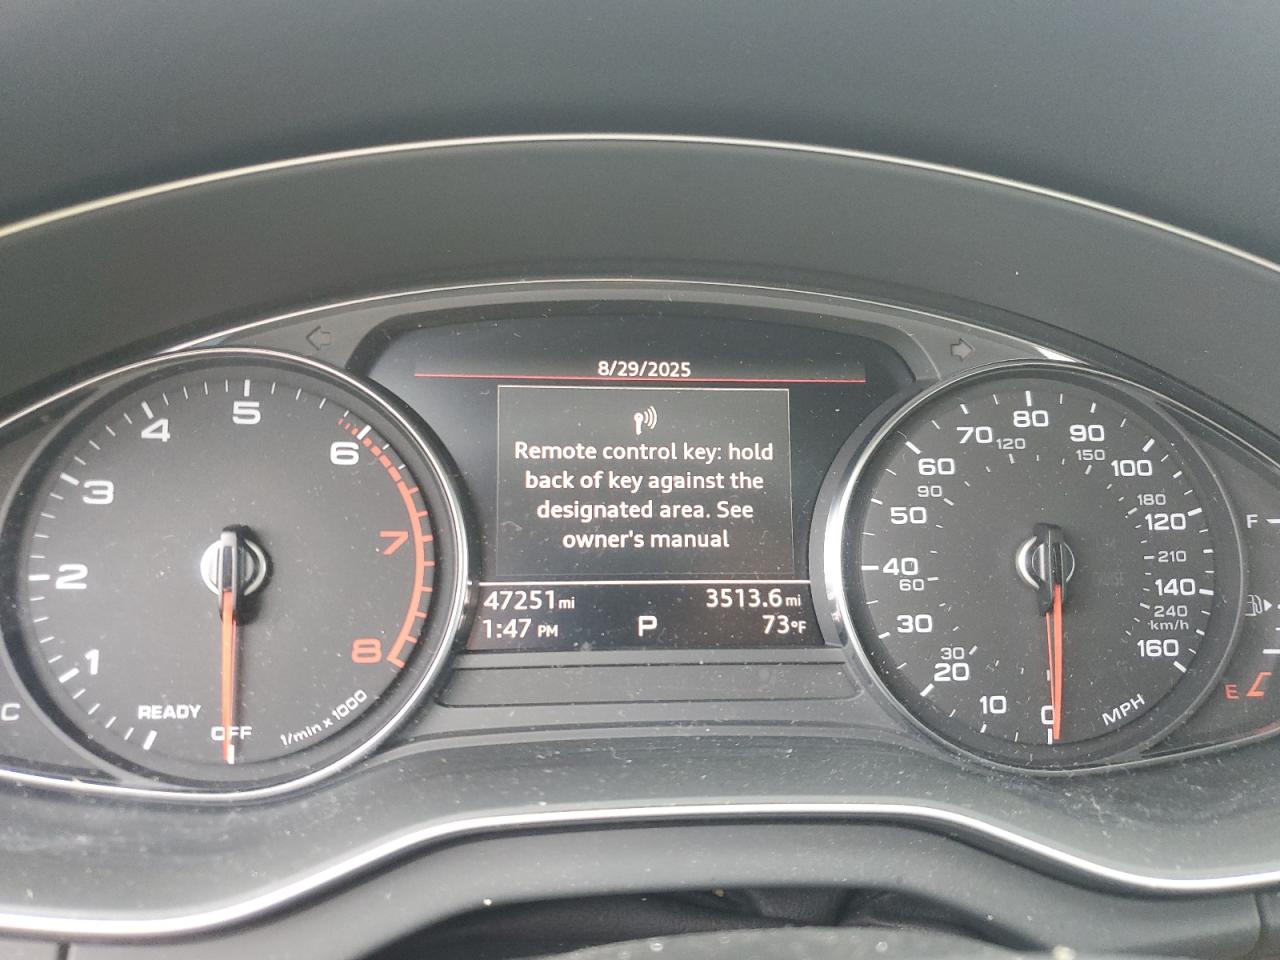 8/29/2025
Remote control key: hold
back of key against the
designated area. See
owner's manual
47251mi 3513.6mi
1:47 PM P 73°F
1
2
3
4
5
6
7
8
READY
OFF
1/min x 1000
C
0
10
20
30
40
50
60
70
80
90
100
120
140
160
30
60
90
120
150
180
210
240
km/h
MPH
CRUISE
F
E